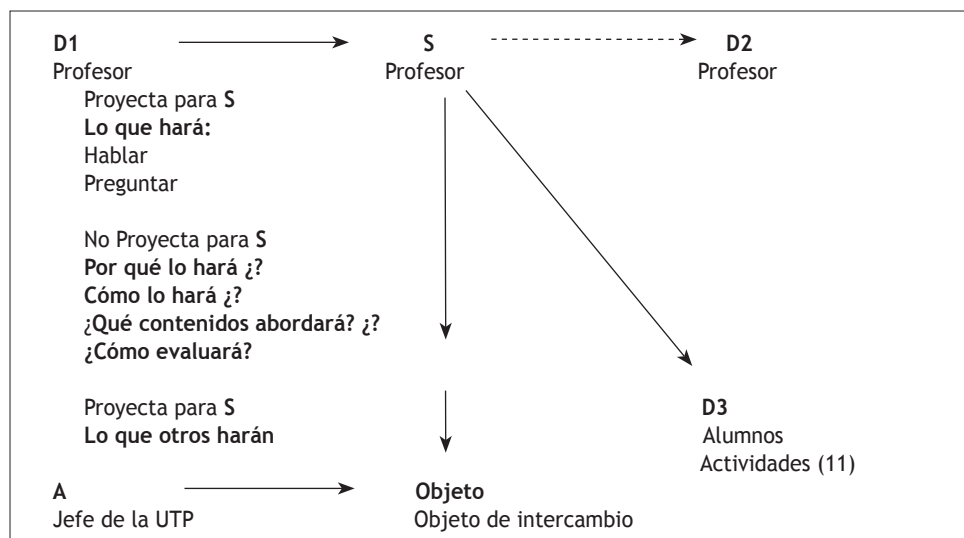 D1
Profesor
S
Profesor
D2
Profesor
Proyecta para S
Lo que hará:
Hablar
Preguntar
No Proyecta para S
Por qué lo hará ¿?
Cómo lo hará ¿?
¿Qué contenidos abordará? ¿?
¿Cómo evaluará?
Proyecta para S
Lo que otros harán
D3
Alumnos
Actividades (11)
A
Jefe de la UTP
Objeto
Objeto de intercambio